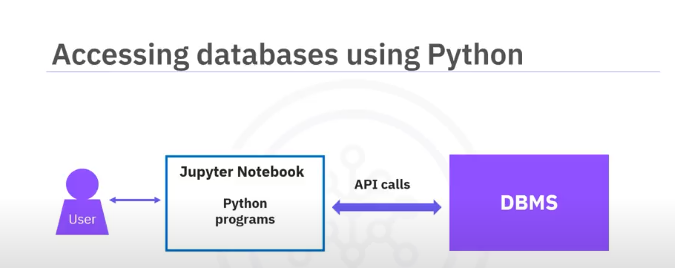 Accessing databases using Python
Jupyter Notebook
Python
programs
User
API calls
DBMS